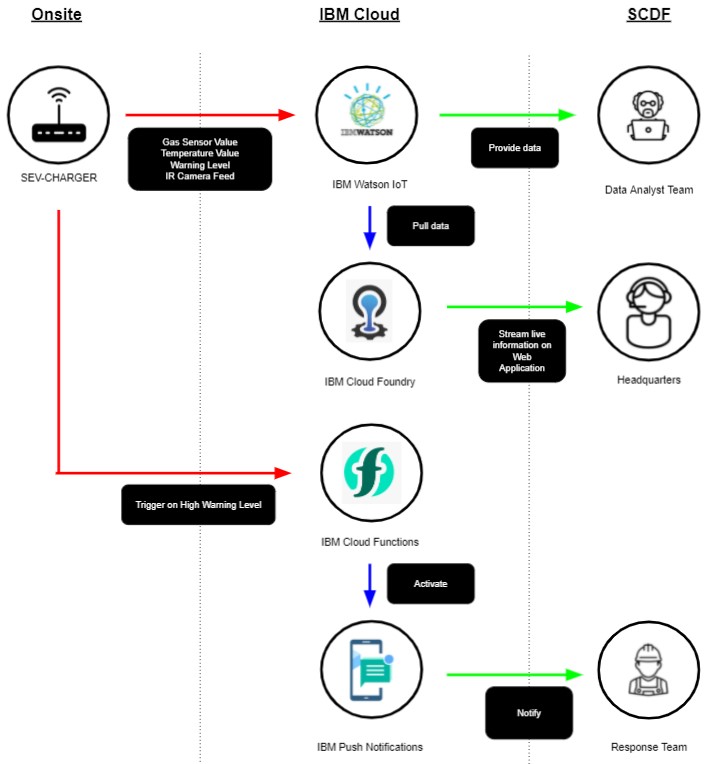 Onsite
IBM Cloud
SCDF
IBM WATSON
Gas Sensor Value
Temperature Value
Warning Level
IR Camera Feed
Provide data
SEV-CHARGER
IBM Watson IoT
Data Analyst Team
Pull data
Stream live
information on
Web
Application
IBM Cloud Foundry
Headquarters
Trigger on High Warning Level
IBM Cloud Functions
Activate
Notify
IBM Push Notifications
Response Team